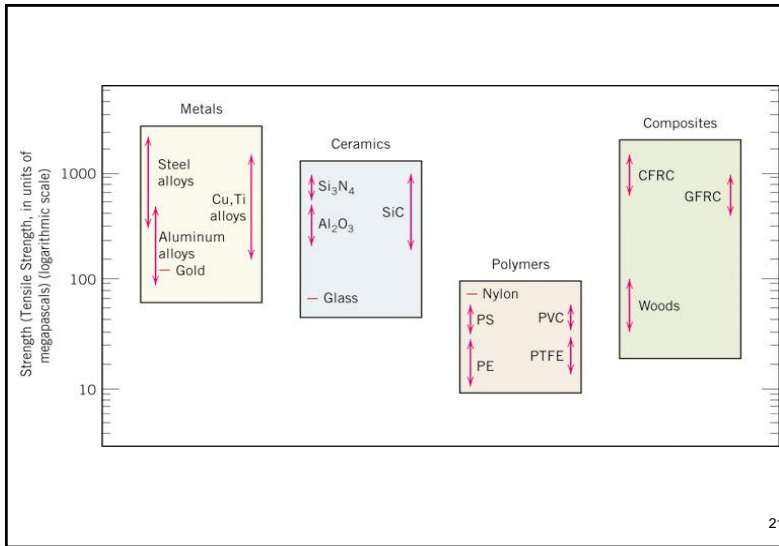 Strength (Tensile Strength, in units of
megapascals) (logarithmic scale)
1000
100
10
Metals
Steel
alloys
Cu,Ti
alloys
Aluminum
alloys
Gold
Ceramics
Si₃N₄
Al₂O₃
SiC
Glass
Polymers
Nylon
PS
PVC
PE
PTFE
Composites
CFRC
GFRC
Woods